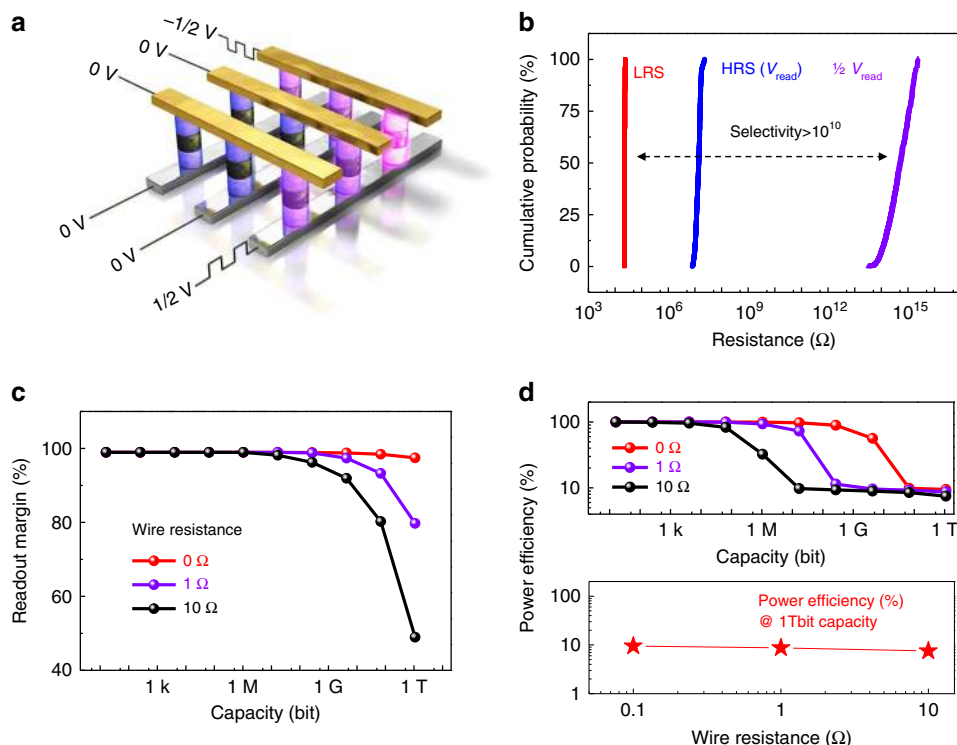 a
−1/2 V
0 V
0 V
0 V
0 V
1/2 V
b
Cumulative probability (%)
100
75
50
25
0
LRS
HRS (Vread)
½ Vread
Selectivity>10¹⁰
10³
10⁶
10⁹
10¹²
10¹⁵
Resistance (Ω)
c
Readout margin (%)
100
80
60
40
Wire resistance
0 Ω
1 Ω
10 Ω
1 k
1 M
1 G
1 T
Capacity (bit)
d
Power efficiency (%)
100
10
0 Ω
1 Ω
10 Ω
1 k
1 M
1 G
1 T
Capacity (bit)
100
10
1
Power efficiency (%)
@ 1Tbit capacity
0.1
1
10
Wire resistance (Ω)